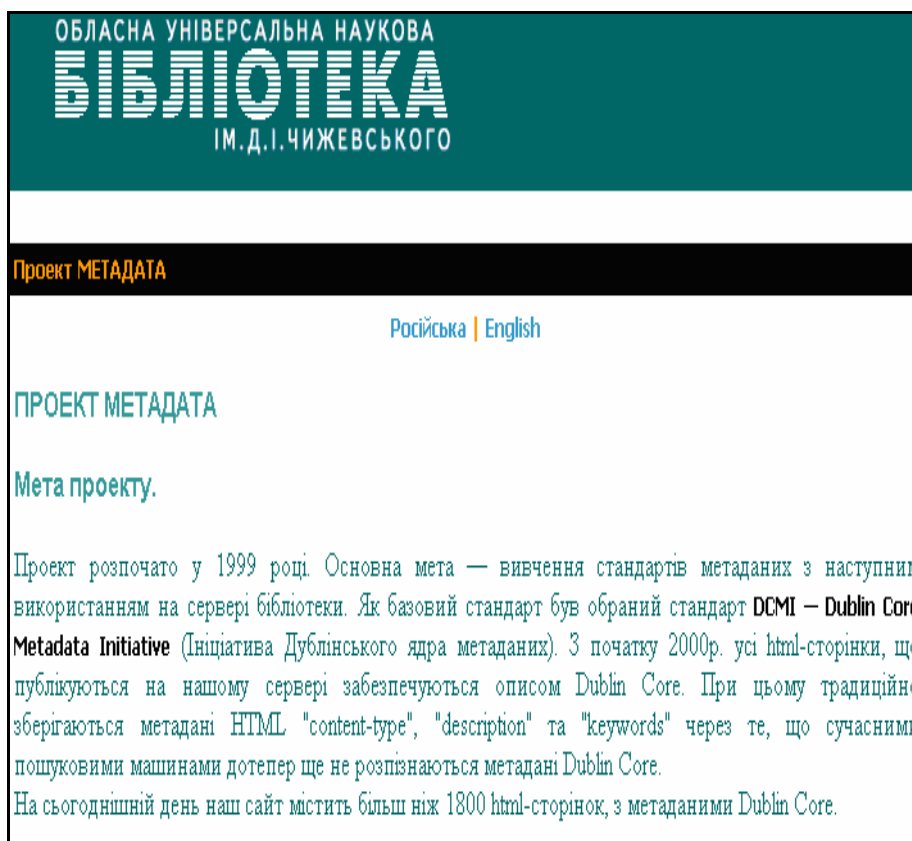 ОБЛАСНА УНІВЕРСАЛЬНА НАУКОВА
БІБЛІОТЕКА
ІМ.Д.І.ЧИЖЕВСЬКОГО
Проект МЕТАДАТА
Російська | English
ПРОЕКТ МЕТАДАТА
Мета проекту.
Проект розпочато у 1999 році. Основна мета — вивчення стандартів метаданих з наступним
використанням на сервері бібліотеки. Як базовий стандарт був обраний стандарт DCMI – Dublin Core
Metadata Initiative (Ініціатива Дублінського ядра метаданих). З початку 2000р. усі html-сторінки, що
публікуються на нашому сервері забезпечуються описом Dublin Core. При цьому традиційно
зберігаються метадані HTML "content-type", "description" та "keywords" через те, що сучасними
пошуковими машинами дотепер ще не розпізнаються метадані Dublin Core.
На сьогоднішній день наш сайт містить більш ніж 1800 html-сторінок, з метаданими Dublin Core.